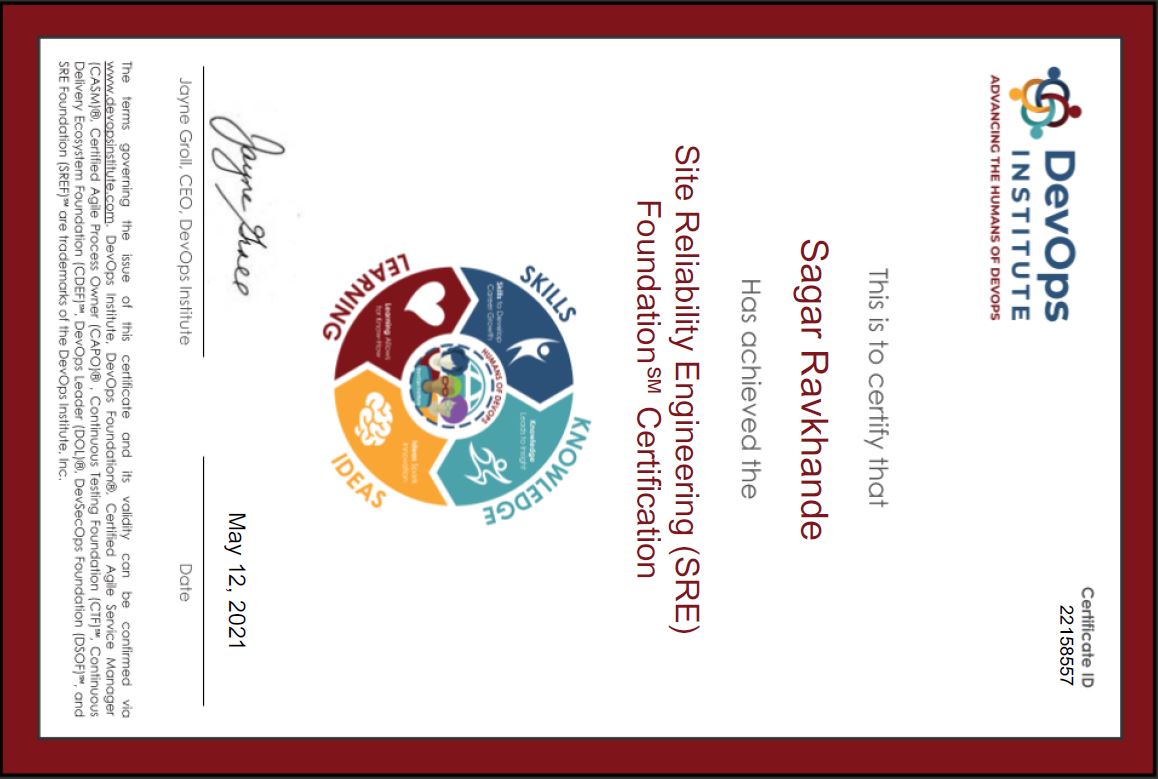 DevOps
INSTITUTE
ADVANCING THE HUMANS OF DEVOPS
Certificate ID
22158557
This is to certify that
Sagar Ravkhande
Has achieved the
Site Reliability Engineering (SRE)
Foundation℠ Certification
SKILLS
KNOWLEDGE
Knowledge
Leads to Insight
Skills to Develop
Career Growth
HUMANS OF DEVOPS
Ideas Spark
Innovation
Learning Allows
for Know-How
LEARNING
IDEAS
Jayne Groll
May 12, 2021
Jayne Groll, CEO, DevOps Institute
Date
The terms governing the issue of this certificate and its validity can be confirmed via
www.devopsinstitute.com. DevOps Institute, DevOps Foundation®, Certified Agile Service Manager
(CASM)®, Certified Agile Process Owner (CAPO)® , Continuous Testing Foundation (CTF)℠, Continuous
Delivery Ecosystem Foundation (CDEF)℠, DevOps Leader (DOL)®, DevSecOps Foundation (DSOF)℠, and
SRE Foundation (SREF)℠ are trademarks of the DevOps Institute, Inc.